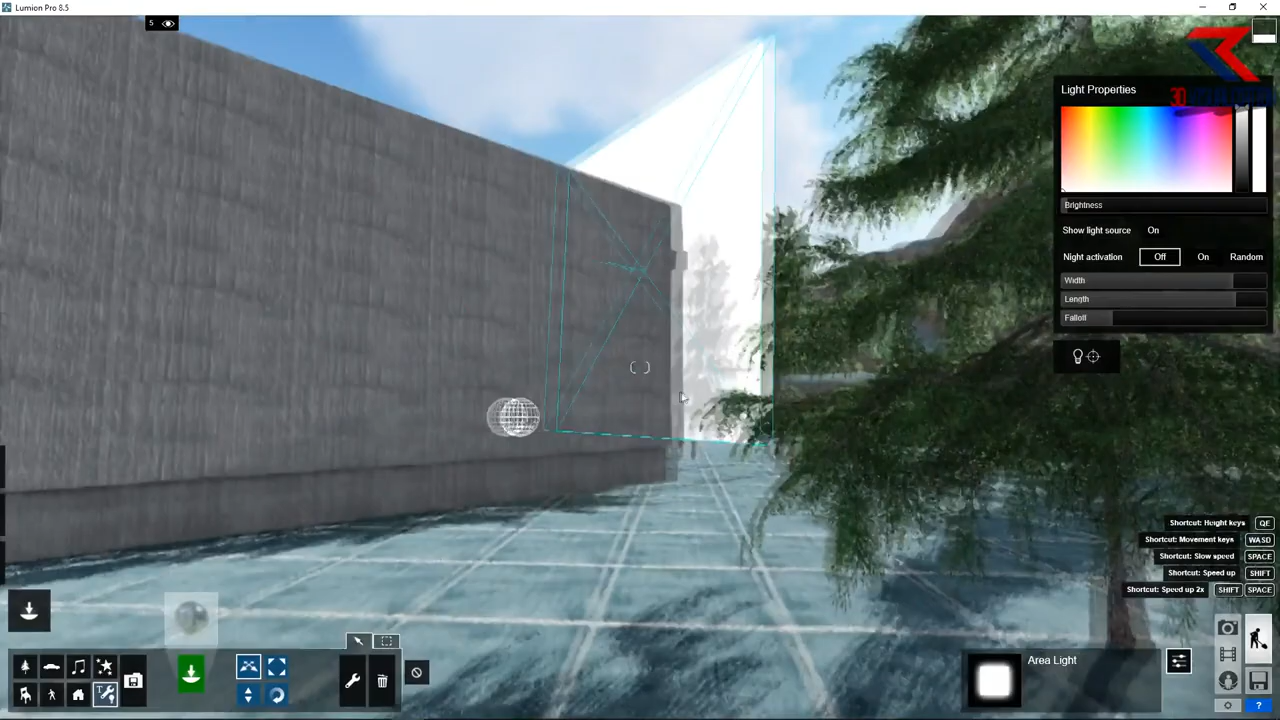 Lumion Pro 8.5
5
Light Properties
Brightness
Show light source On
Night activation Off On Random
Width
Length
Falloff
Shortcut: Height keys QE
Shortcut: Movement keys WASD
Shortcut: Slow speed SPACE
Shortcut: Speed up SHIFT
Shortcut: Speed up 2x SHIFT SPACE
Area Light
?